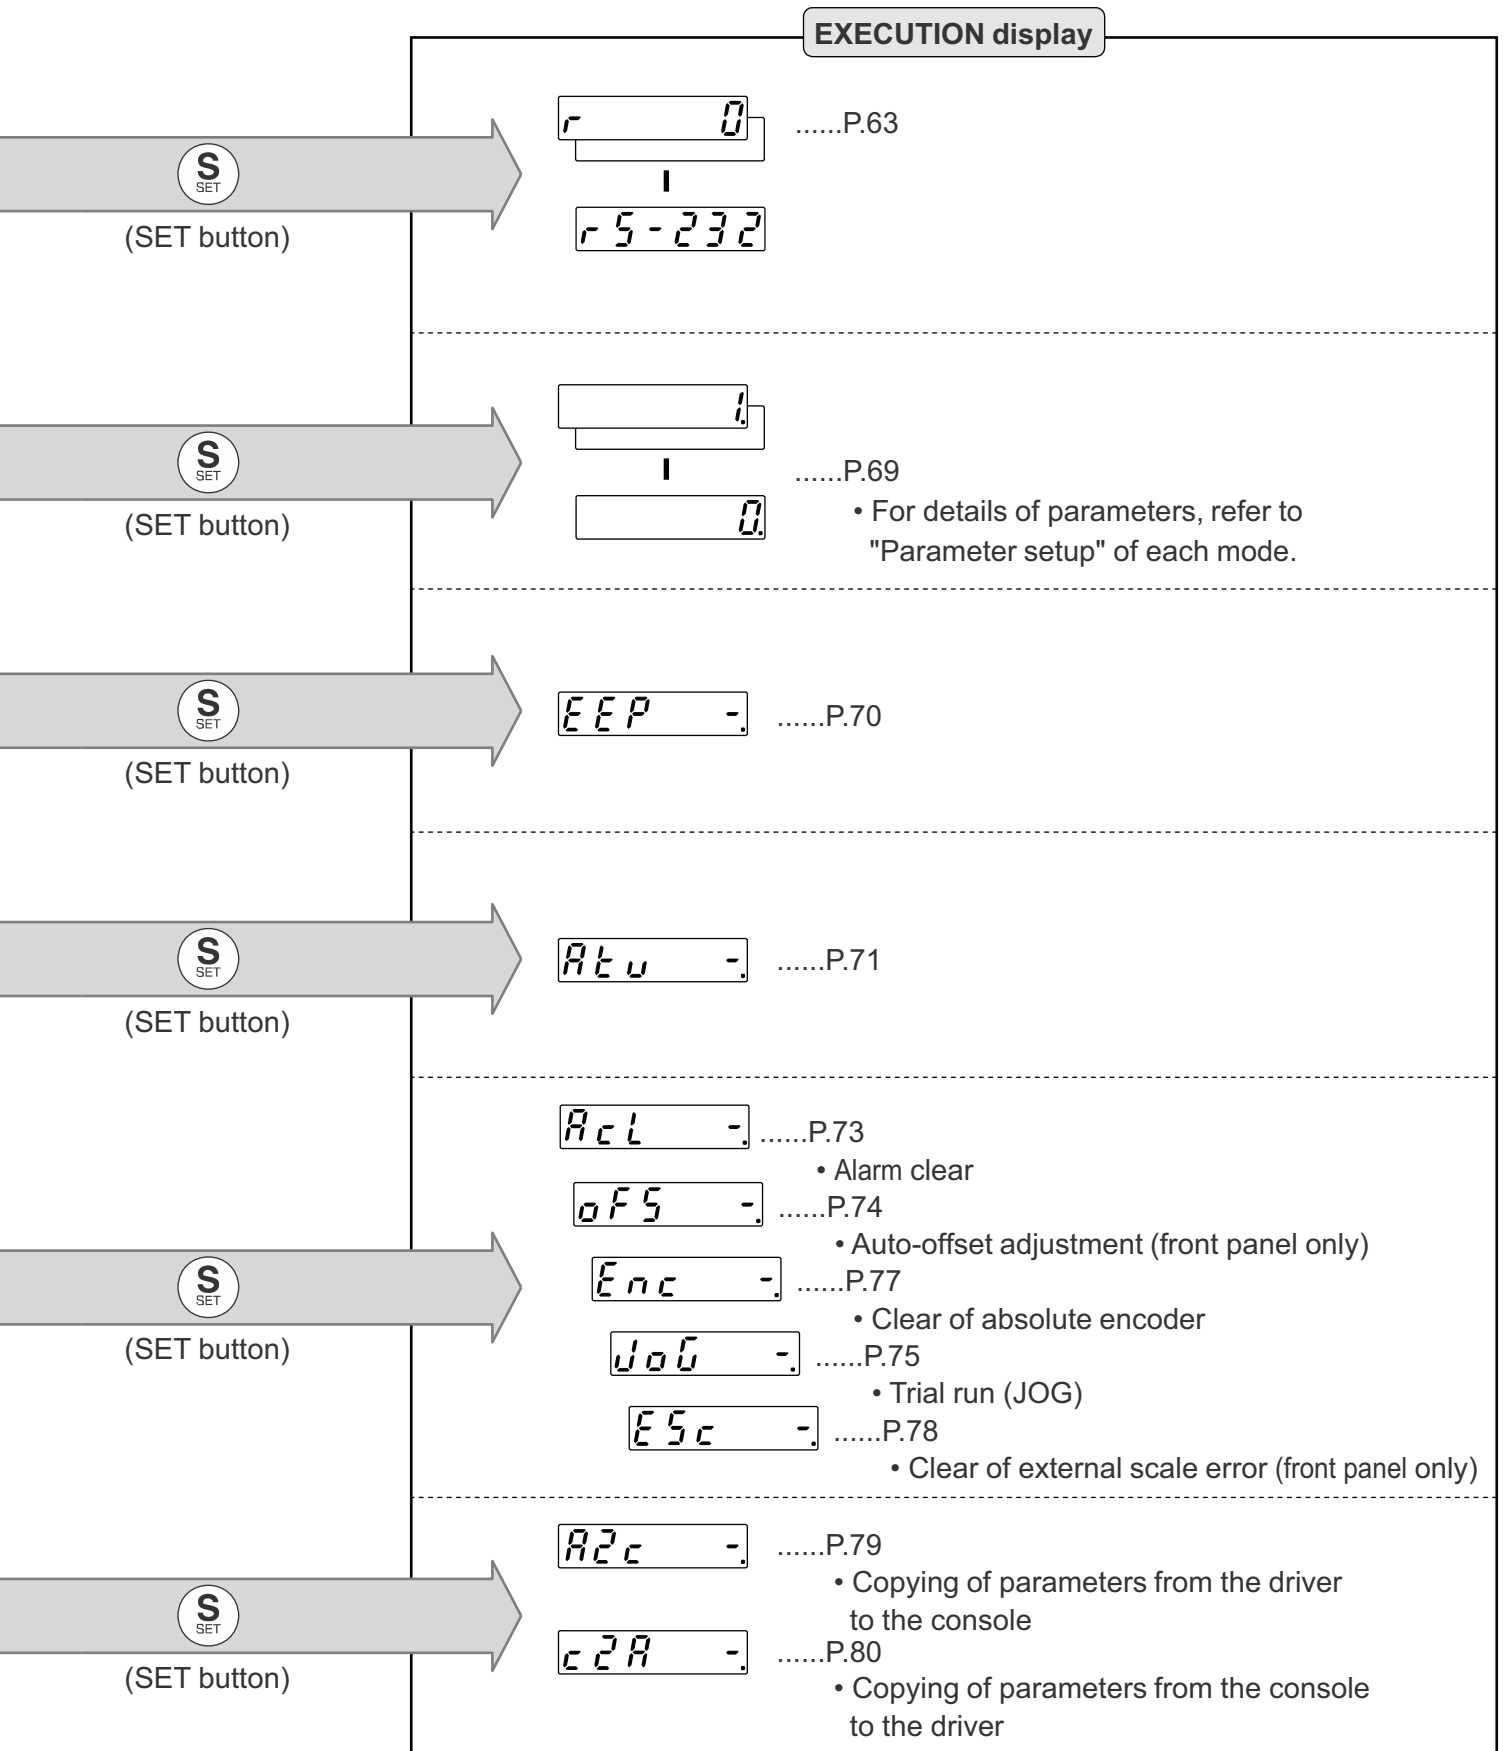 EXECUTION display
r 0 ......P.63
S
SET
(SET button)
rS-232
1.
S
SET
......P.69
(SET button)
0.
• For details of parameters, refer to
"Parameter setup" of each mode.
S
SET
EEP -. ......P.70
(SET button)
S
SET
Atu -. ......P.71
(SET button)
AcL -. ......P.73
• Alarm clear
oFS -. ......P.74
• Auto-offset adjustment (front panel only)
S
SET
Enc -. ......P.77
• Clear of absolute encoder
(SET button)
JoG -. ......P.75
• Trial run (JOG)
ESc -. ......P.78
• Clear of external scale error (front panel only)
A2c -. ......P.79
• Copying of parameters from the driver
to the console
S
SET
c2A -. ......P.80
(SET button)
• Copying of parameters from the console
to the driver